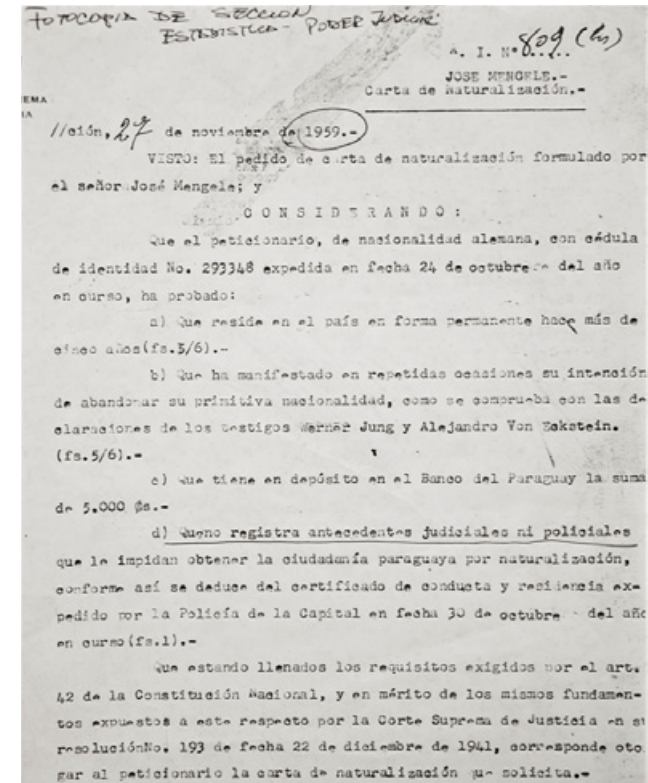 FOTOCOPIA DE SECCION
ESTADISTICA - PODER JUDICIAL
A. I. Nº 809 (bis)
JOSE MENGELE.-
Carta de Naturalización.-
EMA
IA
//ción, 27 de noviembre de 1959.-
VISTO: El pedido de carta de naturalización formulado por
el señor José Mengele; y
C O N S I D E R A N D O :
Que el peticionario, de nacionalidad alemana, con cédula
de identidad No. 293348 expedida en fecha 24 de octubre.- del año
en curso, ha probado:
a) Que reside en el país en forma permanente hace más de
cinco años(fs.5/6).-
b) Que ha manifestado en repetidas ocasiones su intención
de abandonar su primitiva nacionalidad, como se comprueba con las de
claraciones de los testigos Werner Jung y Alejandro Von Eckstein.
(fs.5/6).-
c) Que tiene en depósito en el Banco del Paraguay la suma
de 5.000 ₲s.-
d) Queno registra antecedentes judiciales ni policiales
que le impidan obtener la ciudadanía paraguaya por naturalización,
conforme así se deduce del certificado de conducta y residencia ex-
pedido por la Policía de la Capital en fecha 30 de octubre - del año
en curso(fs.1).-
Que estando llenados los requisitos exigidos por el art.
42 de la Constitución Nacional, y en mérito de los mismos fundamen-
tos expuestos a este respecto por la Corte Suprema de Justicia en su
resoluciónNo. 193 de fecha 22 de diciembre de 1941, corresponde oto
gar al peticionario la carta de naturalización que solicita.-